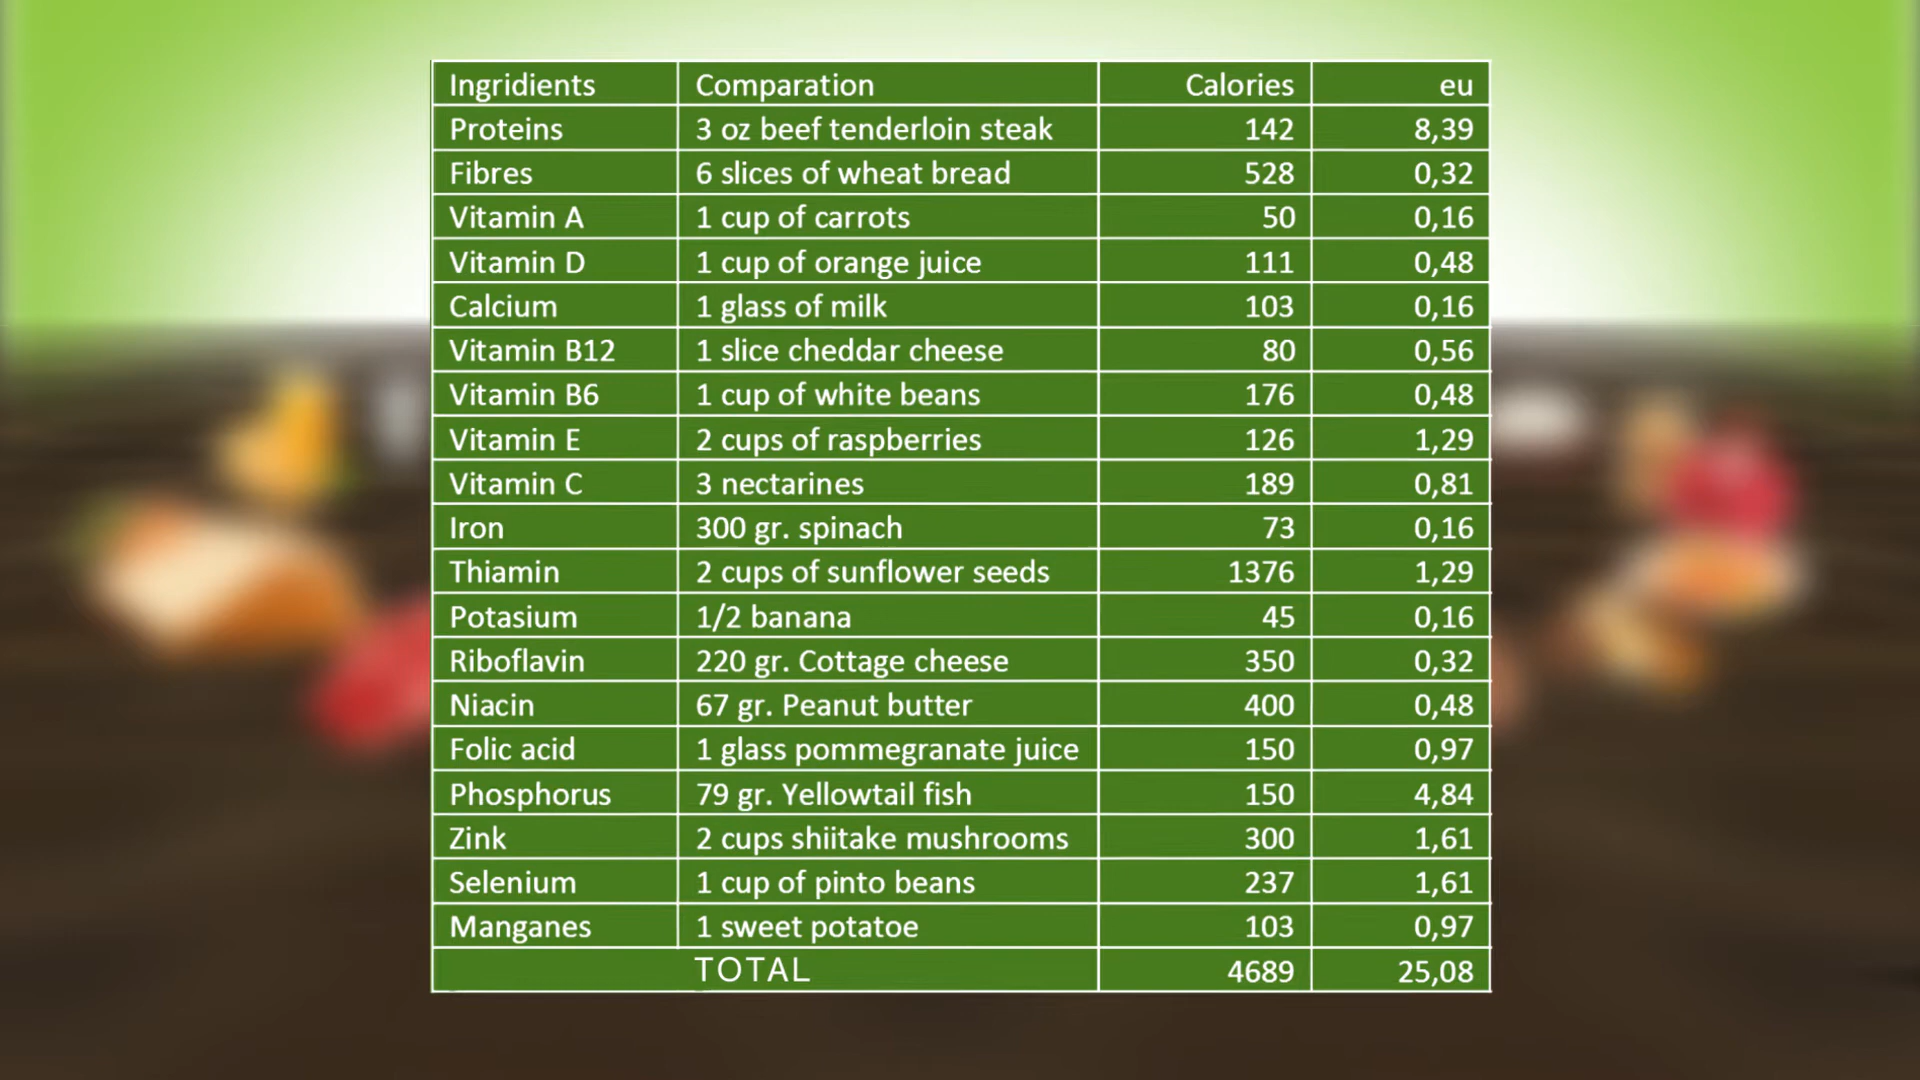 Ingridients Comparation Calories eu
Proteins 3 oz beef tenderloin steak 142 8,39
Fibres 6 slices of wheat bread 528 0,32
Vitamin A 1 cup of carrots 50 0,16
Vitamin D 1 cup of orange juice 111 0,48
Calcium 1 glass of milk 103 0,16
Vitamin B12 1 slice cheddar cheese 80 0,56
Vitamin B6 1 cup of white beans 176 0,48
Vitamin E 2 cups of raspberries 126 1,29
Vitamin C 3 nectarines 189 0,81
Iron 300 gr. spinach 73 0,16
Thiamin 2 cups of sunflower seeds 1376 1,29
Potasium 1/2 banana 45 0,16
Riboflavin 220 gr. Cottage cheese 350 0,32
Niacin 67 gr. Peanut butter 400 0,48
Folic acid 1 glass pommegranate juice 150 0,97
Phosphorus 79 gr. Yellowtail fish 150 4,84
Zink 2 cups shiitake mushrooms 300 1,61
Selenium 1 cup of pinto beans 237 1,61
Manganes 1 sweet potatoe 103 0,97
TOTAL 4689 25,08